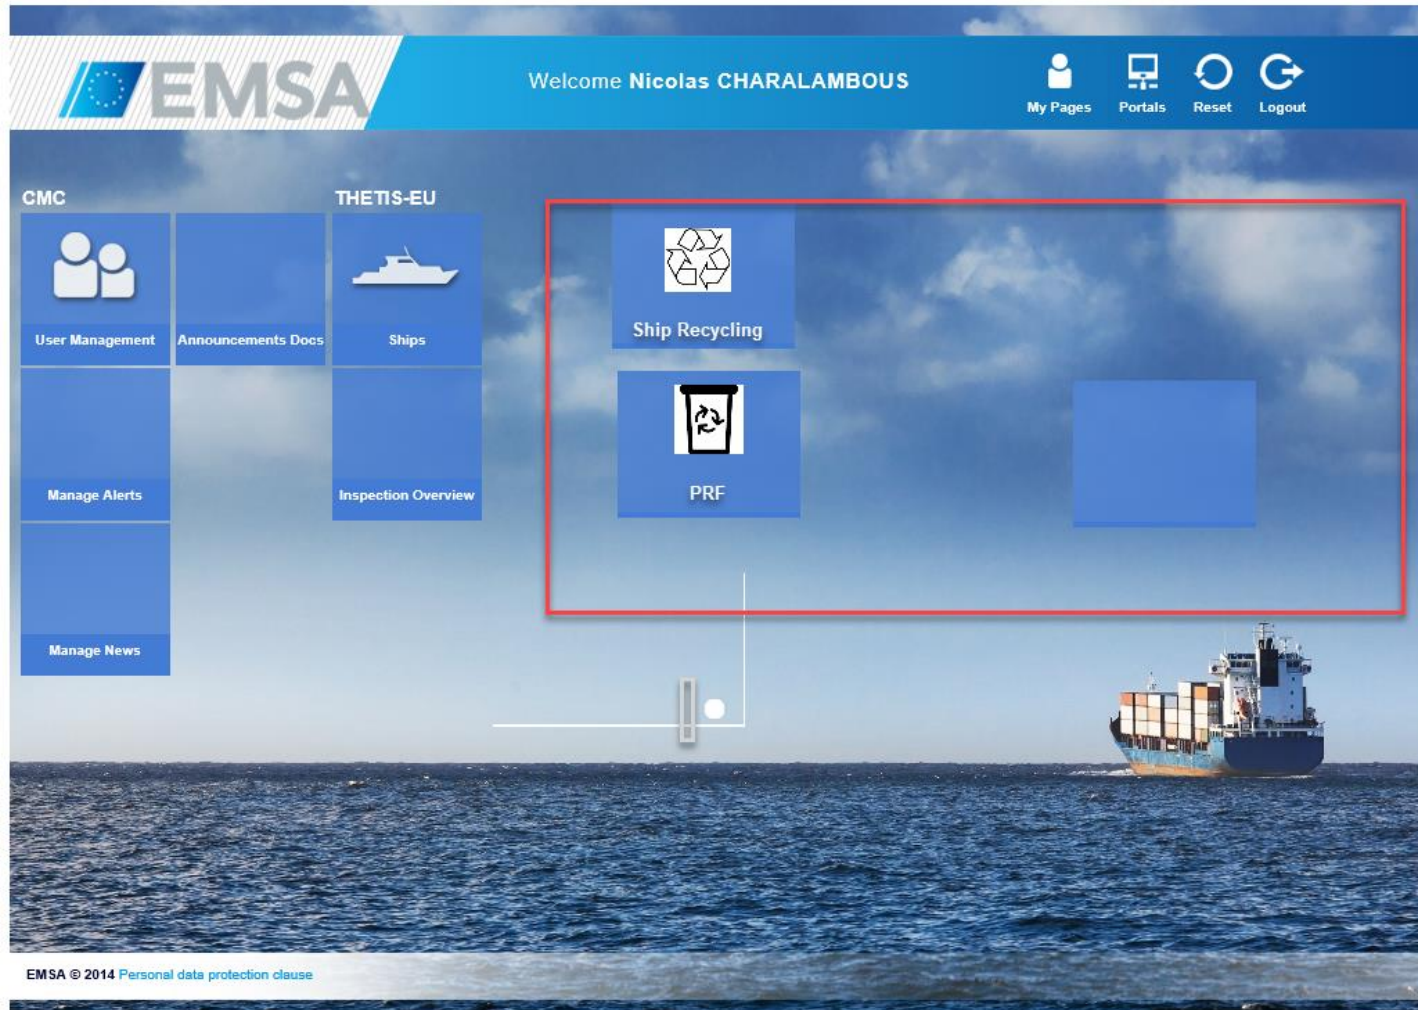 EMSA
Welcome Nicolas CHARALAMBOUS
My Pages
Portals
Reset
Logout
CMC
THETIS-EU
User Management
Announcements Docs
Ships
Ship Recycling
Manage Alerts
Inspection Overview
PRF
Manage News
EMSA © 2014 Personal data protection clause